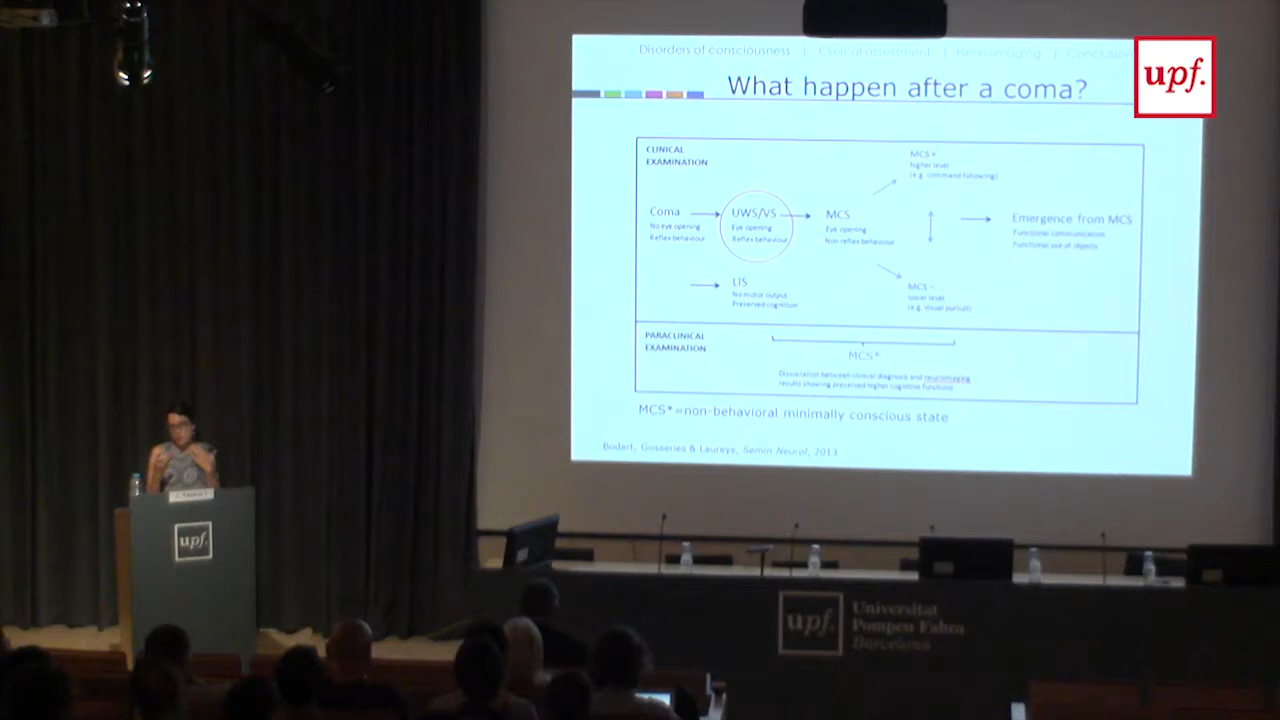 Disorders of consciousness | Clinical assessment | Neuroimaging | Conclusion
upf.
What happen after a coma?
CLINICAL
EXAMINATION
MCS +
higher level
(e.g. command following)
Coma
No eye opening
Reflex behaviour
UWS/VS
Eye opening
Reflex behaviour
MCS
Eye opening
Non reflex behaviour
Emergence from MCS
Functional communication
Functional use of objects
LIS
No motor output
Preserved cognition
MCS -
lower level
(e.g. visual pursuit)
PARACLINICAL
EXAMINATION
MCS*
Dissociation between clinical diagnosis and neuroimaging
results showing preserved higher cognitive functions
MCS*=non-behavioral minimally conscious state
Bodart, Gosseries & Laureys, Semin Neurol, 2013
upf.
upf.
Universitat
Pompeu Fabra
Barcelona